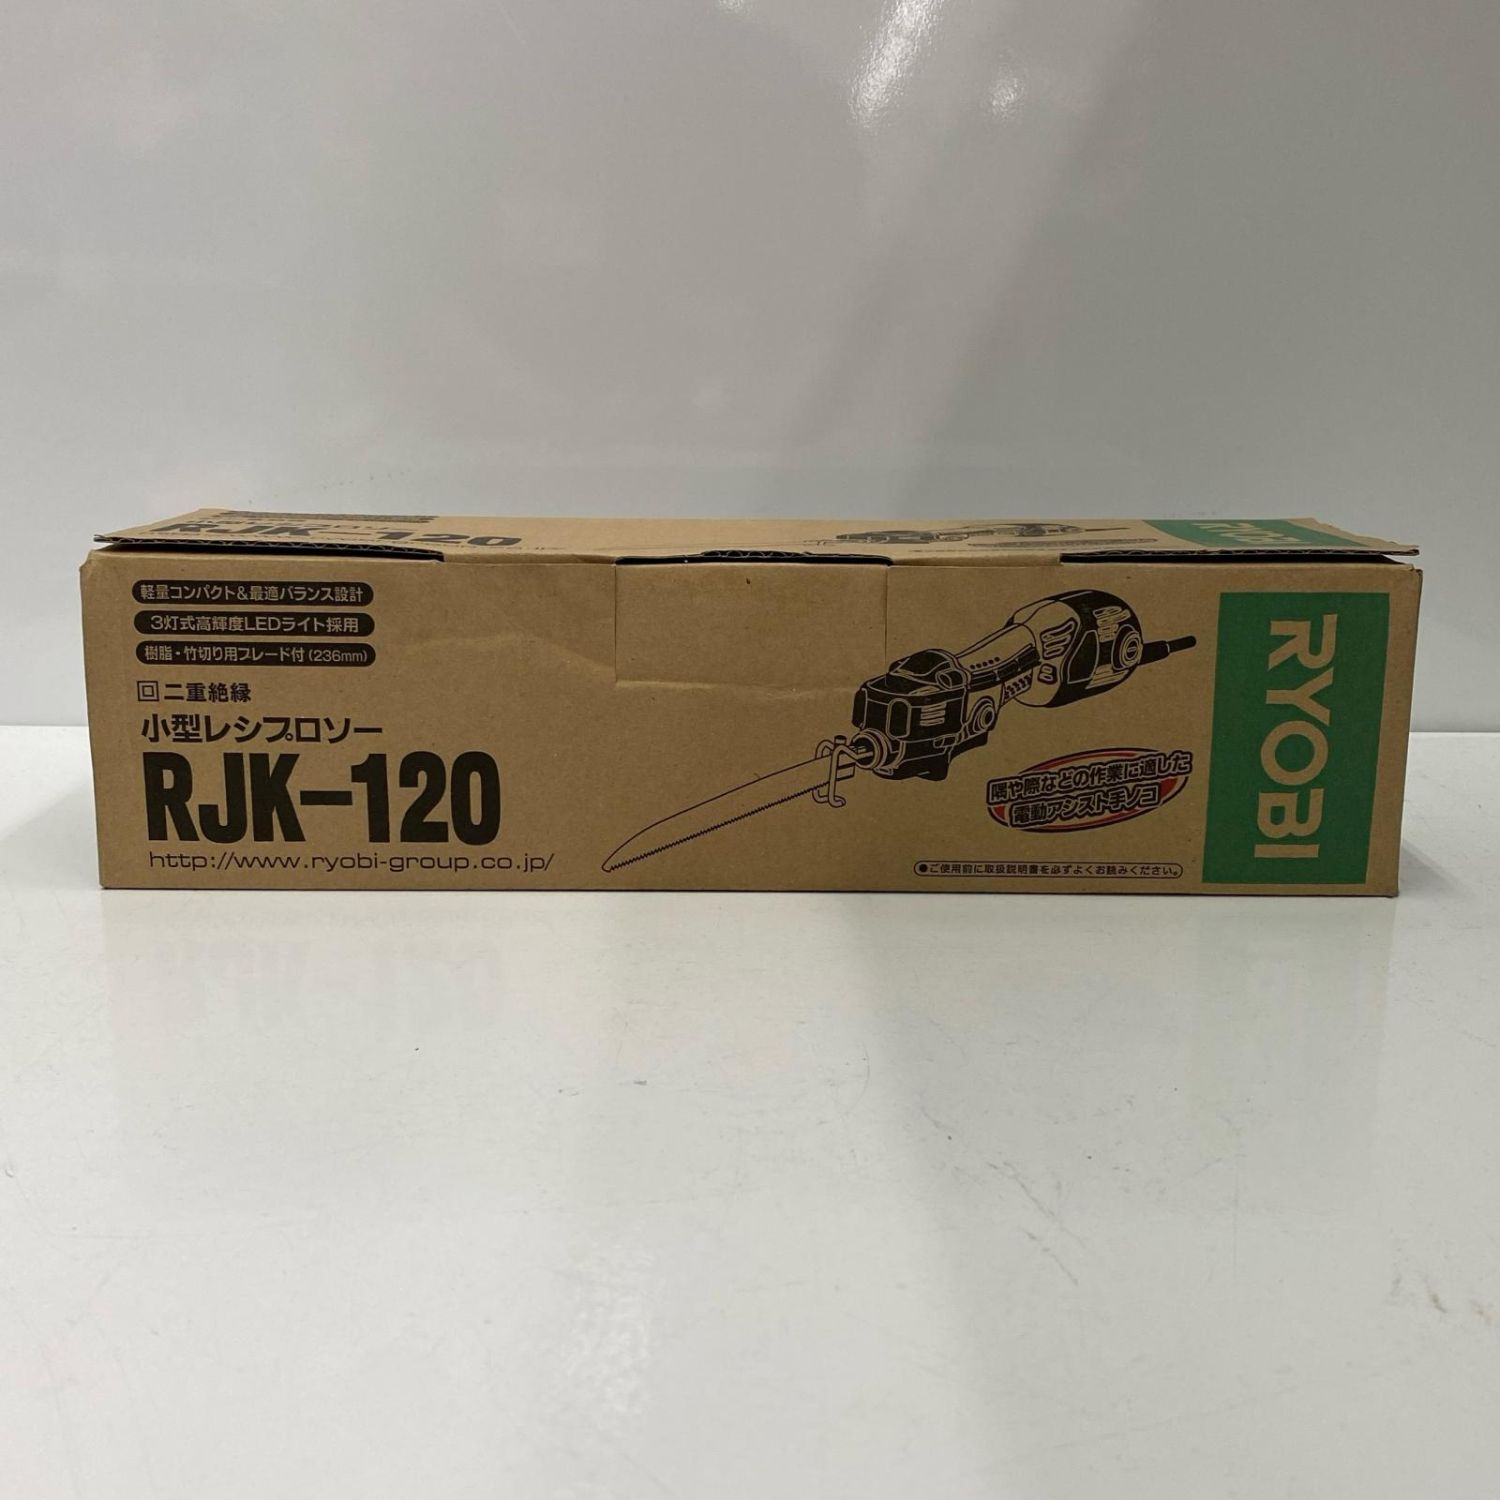 RJK-120
RYOBI
軽量コンパクト&最適バランス設計
3灯式高輝度LEDライト採用
樹脂・竹切り用ブレード付(236mm)
回 二重絶縁
小型レシプロソー
RJK-120
http://www.ryobi-group.co.jp/
隅や際などの作業に適した
電動アシスト手ノコ
●ご使用前に取扱説明書を必ずよくお読みください。
RYOBI